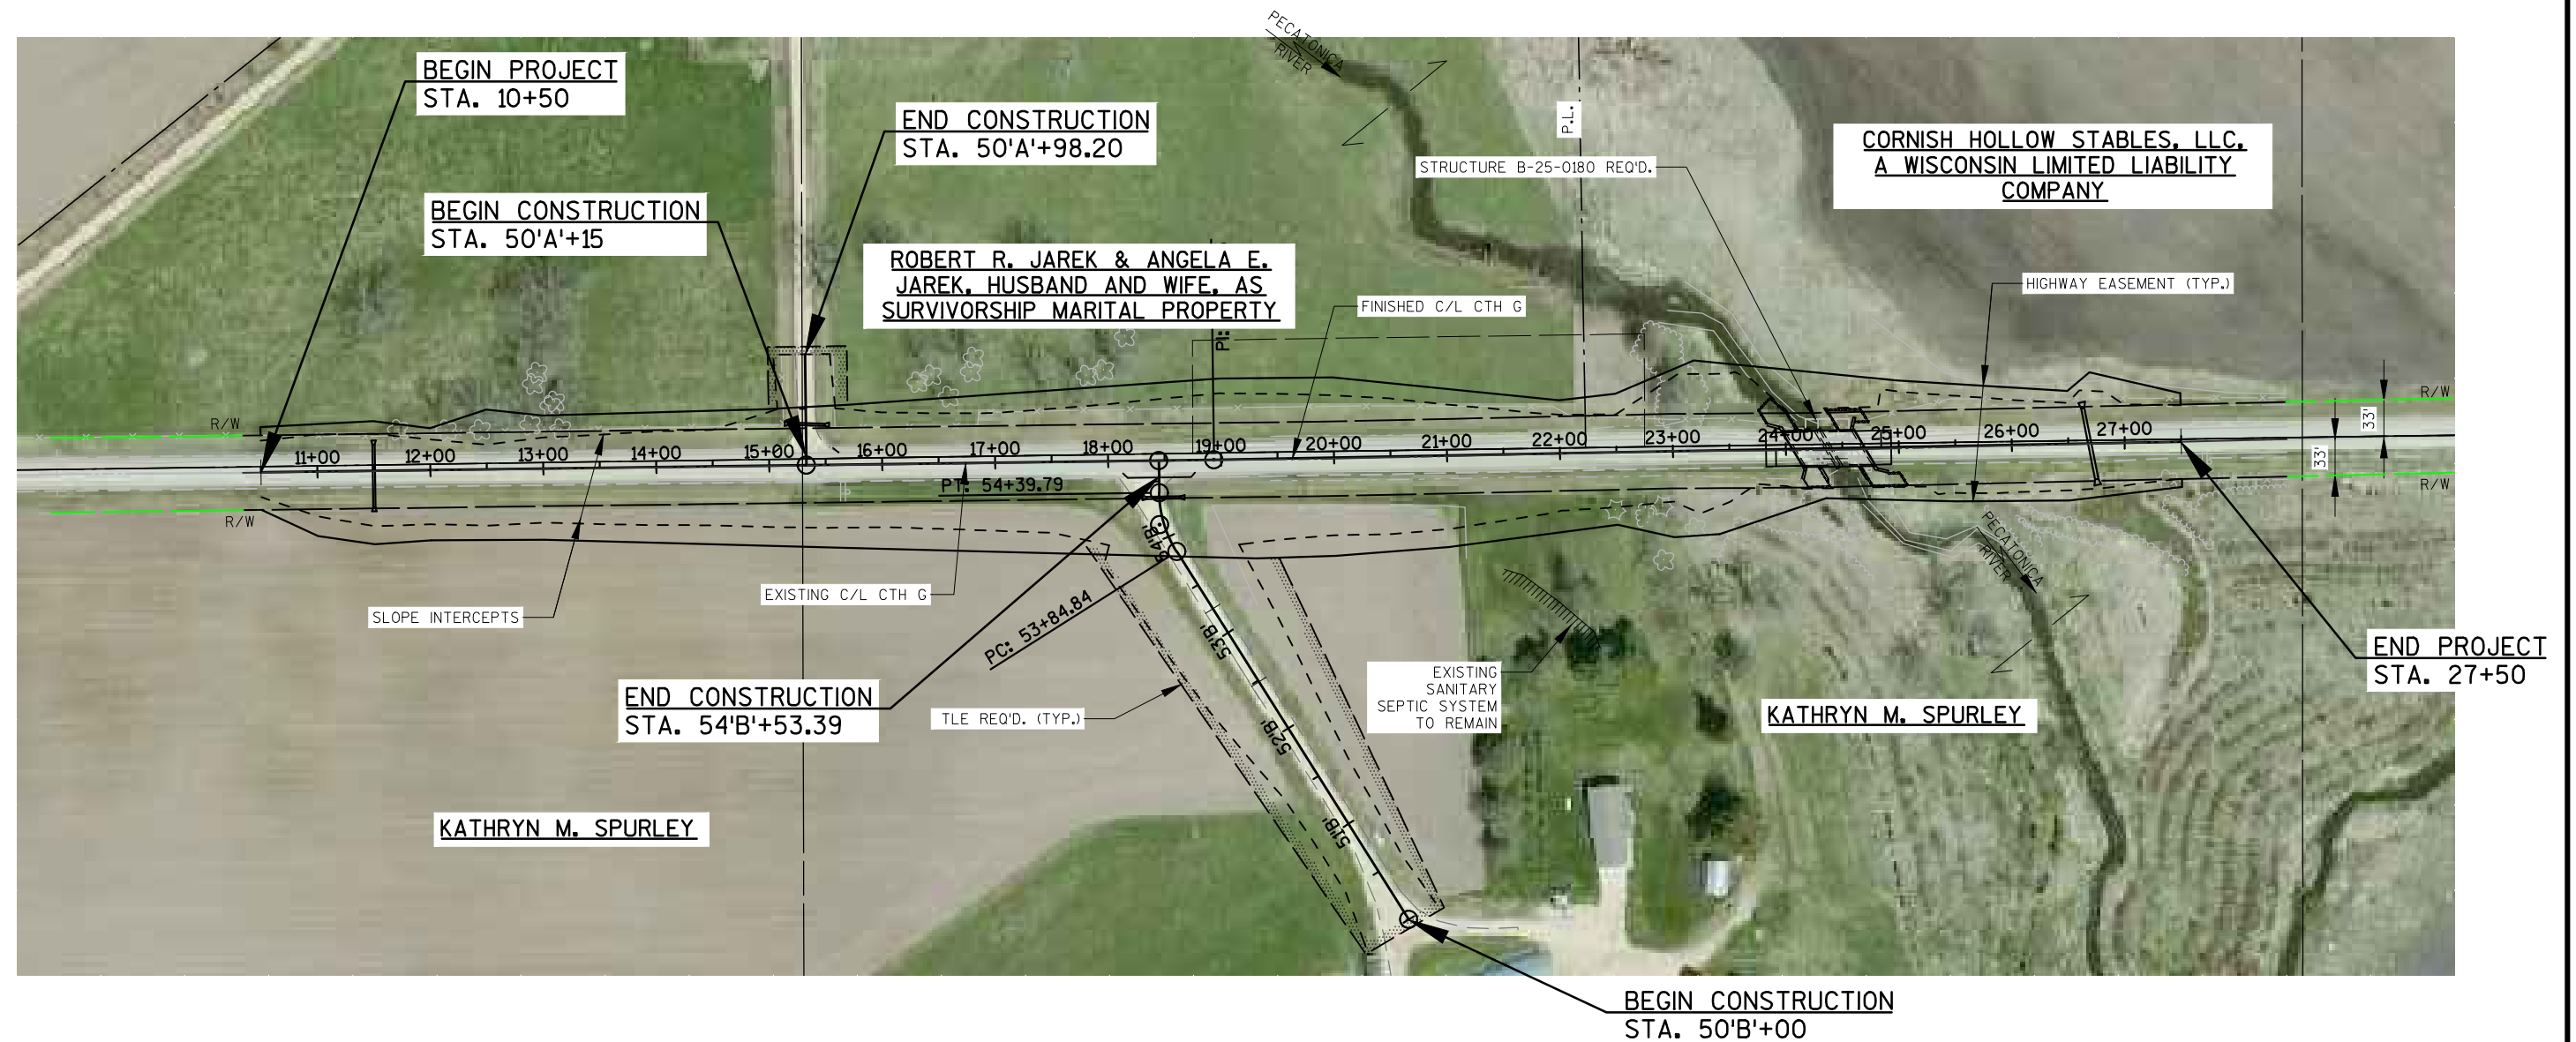 PECATONICA
RIVER
BEGIN PROJECT
STA. 10+50
END CONSTRUCTION
STA. 50'A'+98.20
P.L.
CORNISH HOLLOW STABLES, LLC,
A WISCONSIN LIMITED LIABILITY
COMPANY
STRUCTURE B-25-0180 REQ'D.
BEGIN CONSTRUCTION
STA. 50'A'+15
ROBERT R. JAREK & ANGELA E.
JAREK, HUSBAND AND WIFE, AS
SURVIVORSHIP MARITAL PROPERTY
HIGHWAY EASEMENT (TYP.)
FINISHED C/L CTH G
PI:
R/W
R/W
33'
33'
11+00
12+00
13+00
14+00
15+00
16+00
17+00
18+00
19+00
20+00
21+00
22+00
23+00
24+00
25+00
26+00
27+00
PT: 54+39.79
R/W
R/W
54'B'
PECATONICA
RIVER
EXISTING C/L CTH G
SLOPE INTERCEPTS
PC: 53+84.84
53'B'
END PROJECT
STA. 27+50
EXISTING
SANITARY
SEPTIC SYSTEM
TO REMAIN
END CONSTRUCTION
STA. 54'B'+53.39
TLE REQ'D. (TYP.)
52'B'
KATHRYN M. SPURLEY
KATHRYN M. SPURLEY
51'B'
BEGIN CONSTRUCTION
STA. 50'B'+00